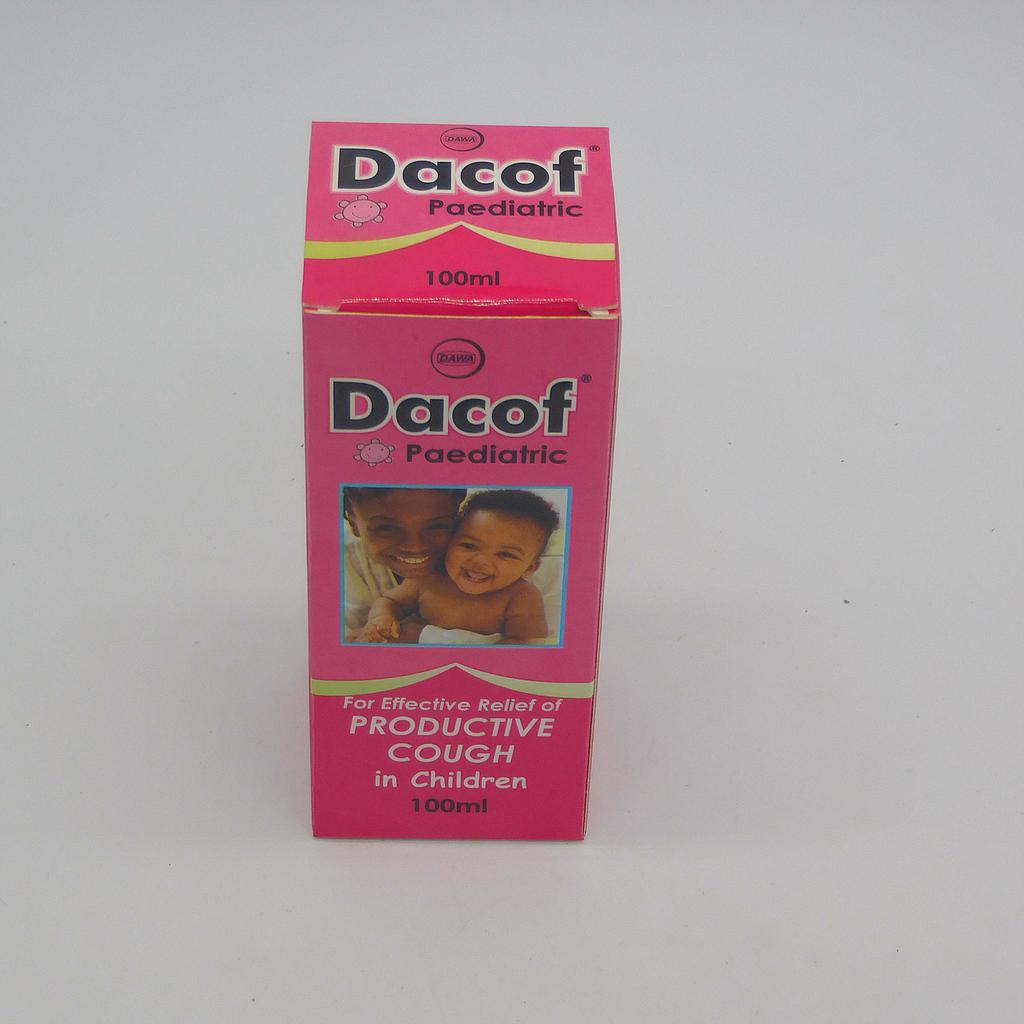 DAWA
Dacof®
Paediatric
100ml
DAWA
Dacof®
Paediatric
For Effective Relief of
PRODUCTIVE
COUGH
in Children
100ml